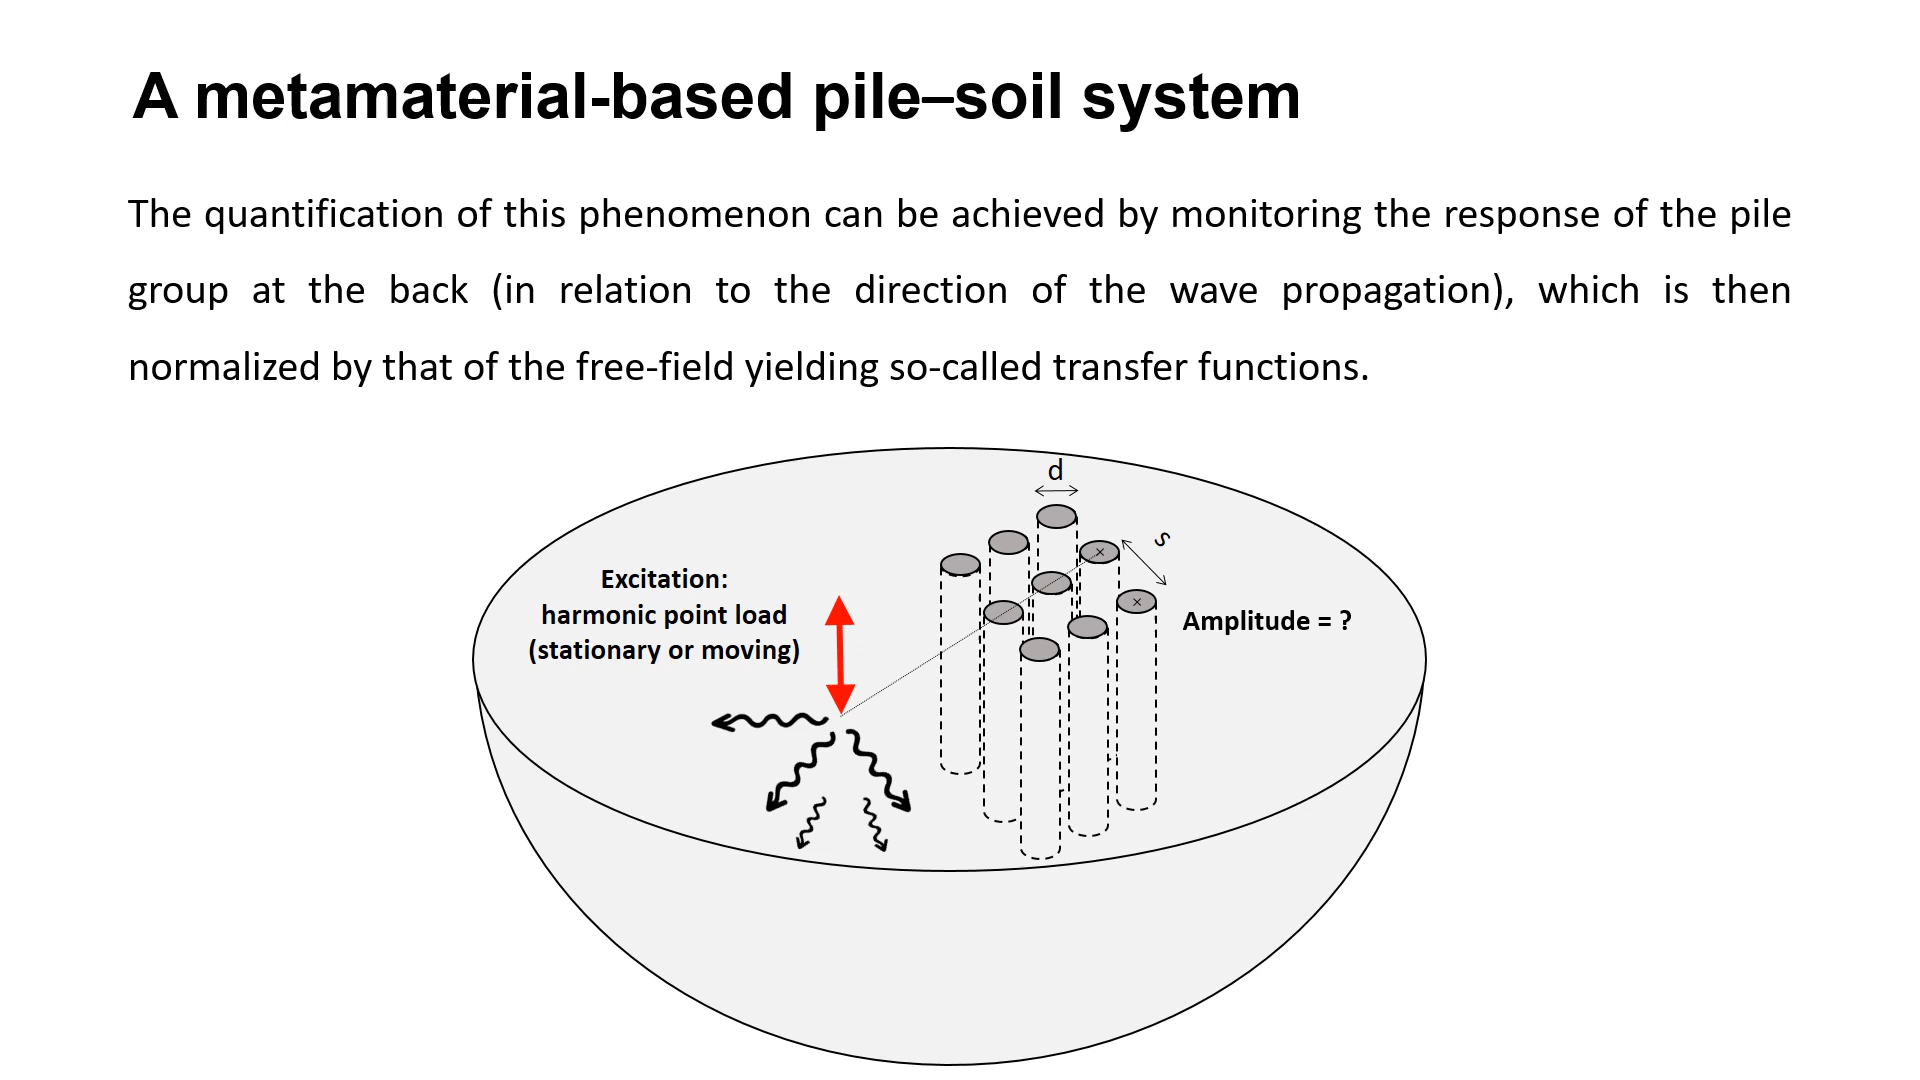 A metamaterial-based pile–soil system
The quantification of this phenomenon can be achieved by monitoring the response of the pile
group at the back (in relation to the direction of the wave propagation), which is then
normalized by that of the free-field yielding so-called transfer functions.
d
s
Excitation:
harmonic point load
(stationary or moving)
Amplitude = ?